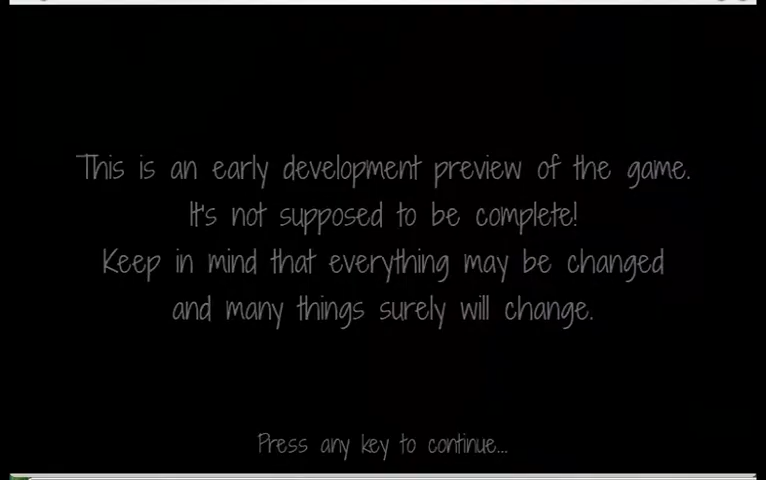 This is an early development preview of the game.
It's not supposed to be complete!
Keep in mind that everything may be changed
and many things surely will change.
Press any key to continue...